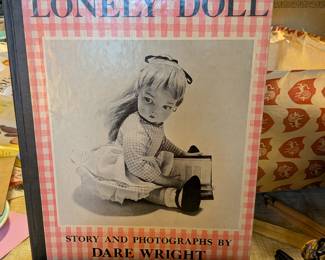 LONELY DOLL
STORY AND PHOTOGRAPHS BY
DARE WRIGHT